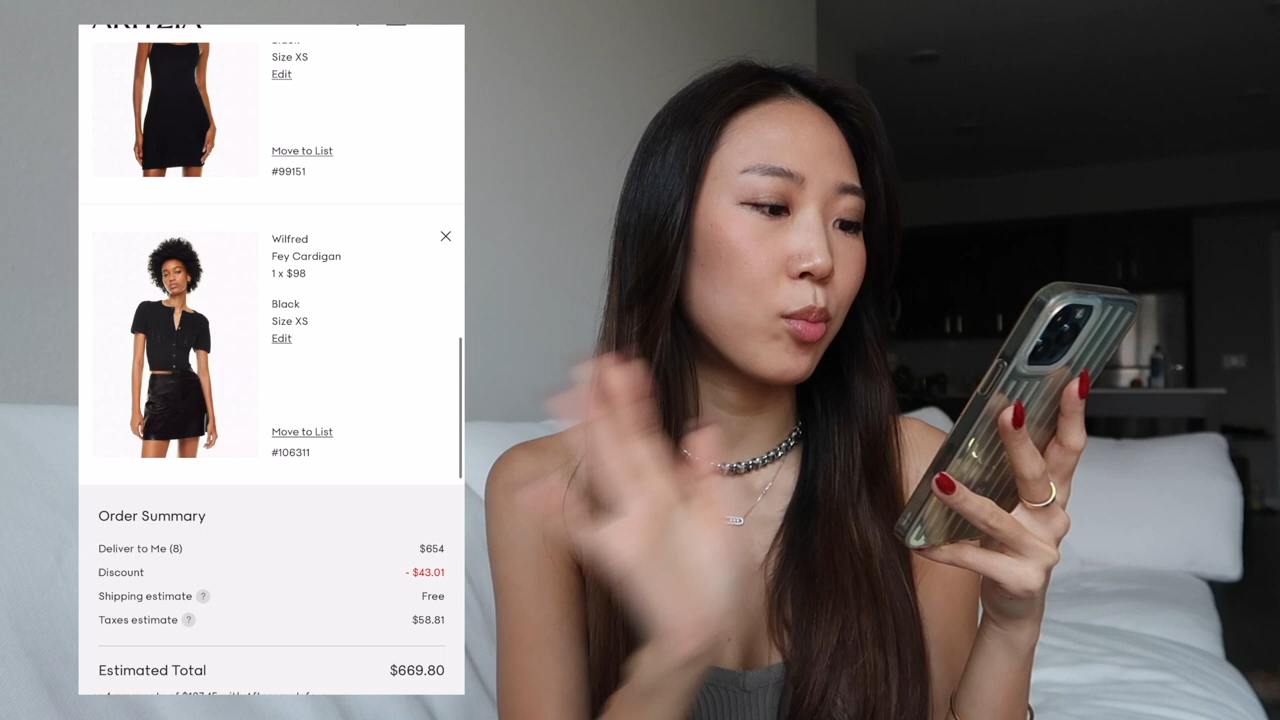 ARITZIA
Black
Size XS
Edit
Move to List
#99151
Wilfred
Fey Cardigan
1 x $98
Black
Size XS
Edit
Move to List
#106311
Order Summary
Deliver to Me (8)
$654
Discount
- $43.01
Shipping estimate ?
Free
Taxes estimate ?
$58.81
Estimated Total
$669.80